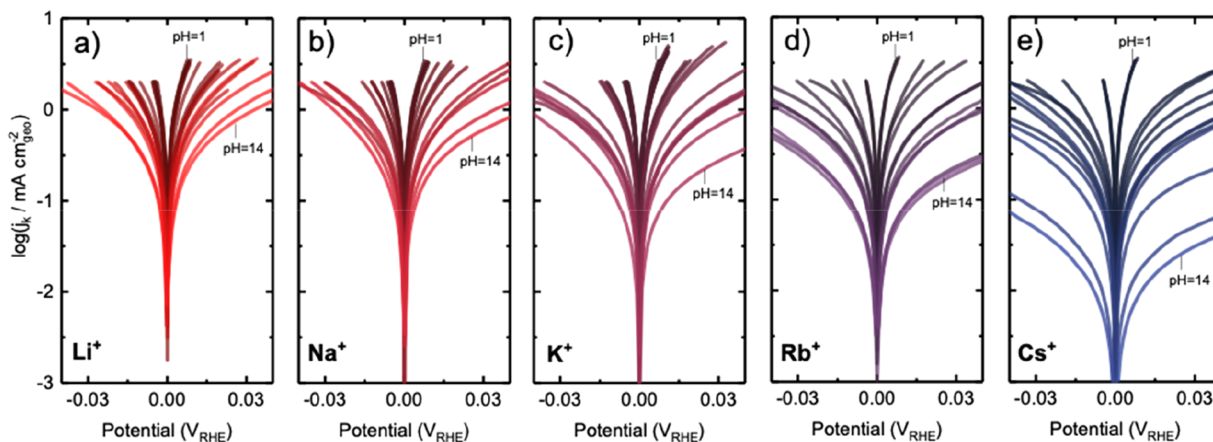 a)
pH=1
pH=14
Li⁺
b)
pH=1
pH=14
Na⁺
c)
pH=1
pH=14
K⁺
d)
pH=1
pH=14
Rb⁺
e)
pH=1
pH=14
Cs⁺
log(jₖ / mA cm⁻²geo)
1
0
-1
-2
-3
-0.03 0.00 0.03
-0.03 0.00 0.03
-0.03 0.00 0.03
-0.03 0.00 0.03
-0.03 0.00 0.03
Potential (VRHE)
Potential (VRHE)
Potential (VRHE)
Potential (VRHE)
Potential (VRHE)